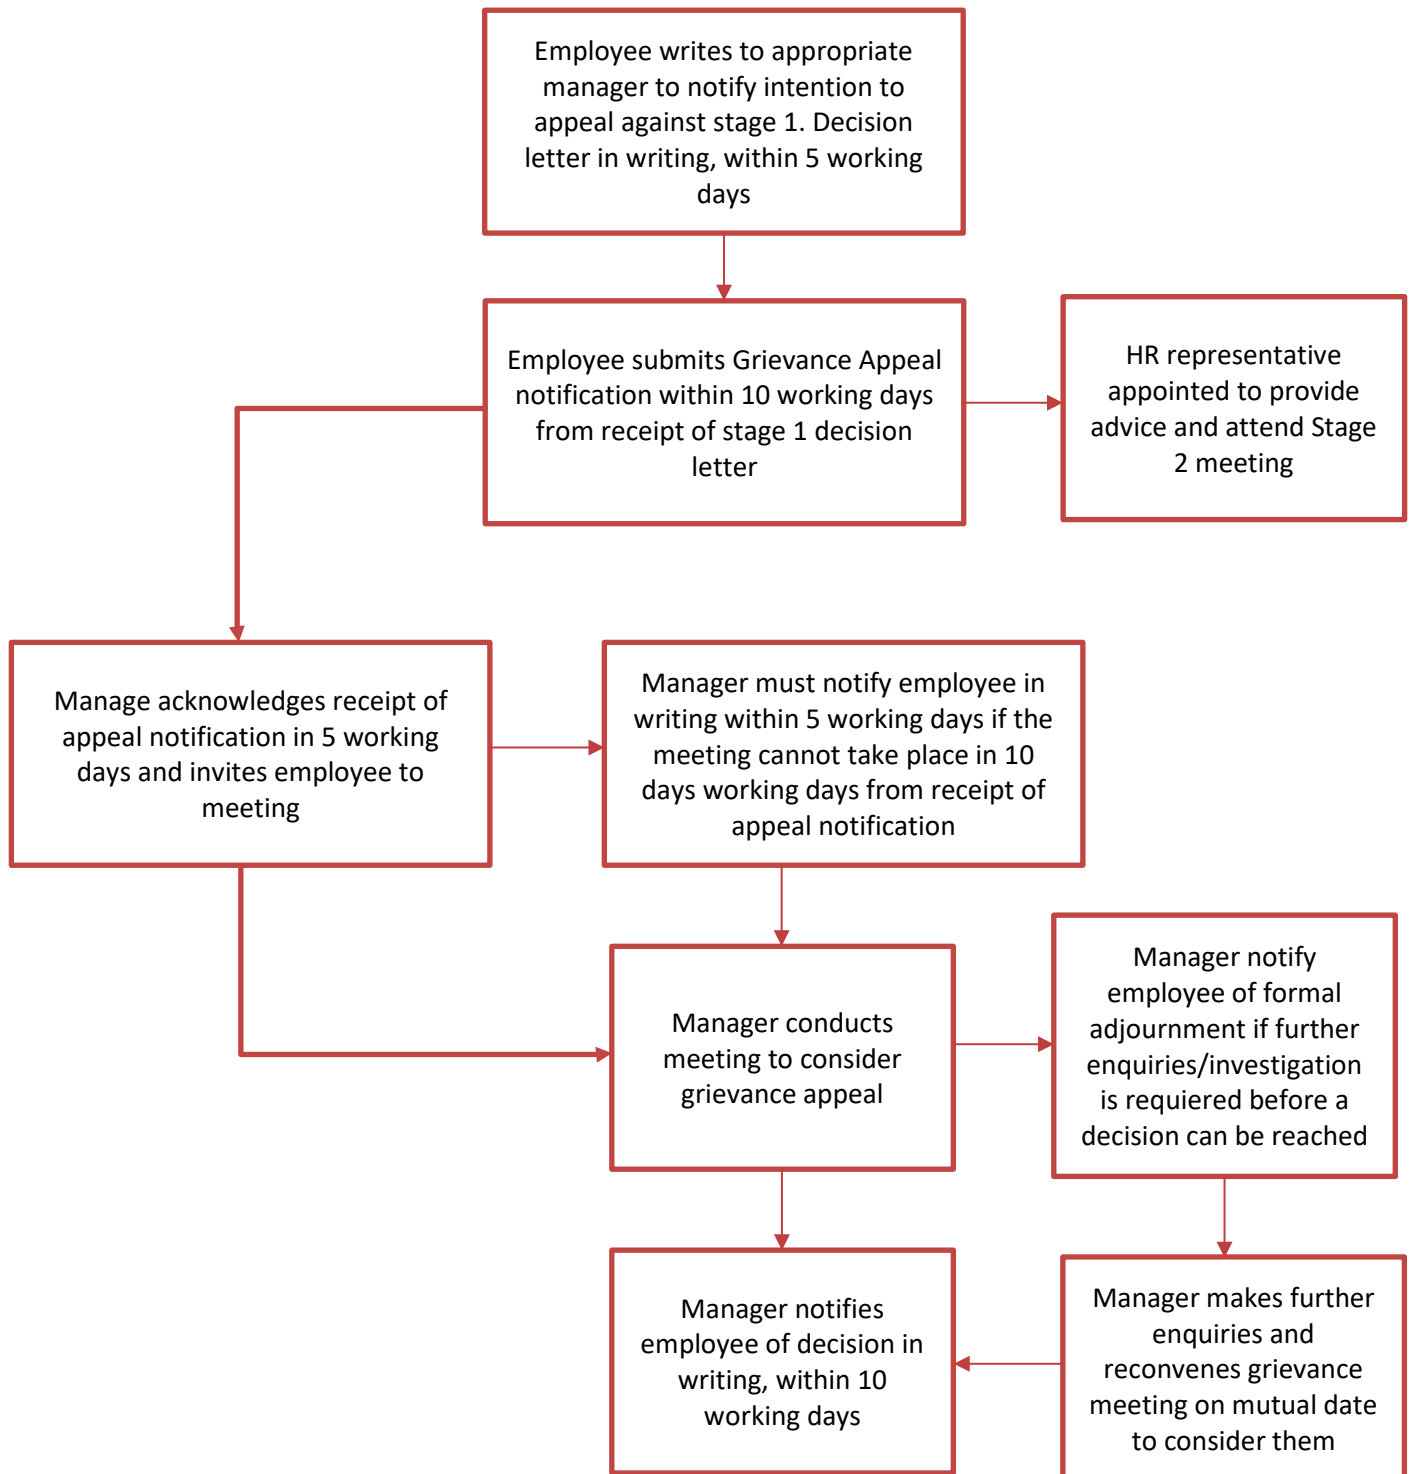 Employee writes to appropriate
manager to notify intention to
appeal against stage 1. Decision
letter in writing, within 5 working
days
Employee submits Grievance Appeal
notification within 10 working days
from receipt of stage 1 decision
letter
HR representative
appointed to provide
advice and attend Stage
2 meeting
Manage acknowledges receipt of
appeal notification in 5 working
days and invites employee to
meeting
Manager must notify employee in
writing within 5 working days if the
meeting cannot take place in 10
days working days from receipt of
appeal notification
Manager conducts
meeting to consider
grievance appeal
Manager notify
employee of formal
adjournment if further
enquiries/investigation
is requiered before a
decision can be reached
Manager notifies
employee of decision in
writing, within 10
working days
Manager makes further
enquiries and
reconvenes grievance
meeting on mutual date
to consider them